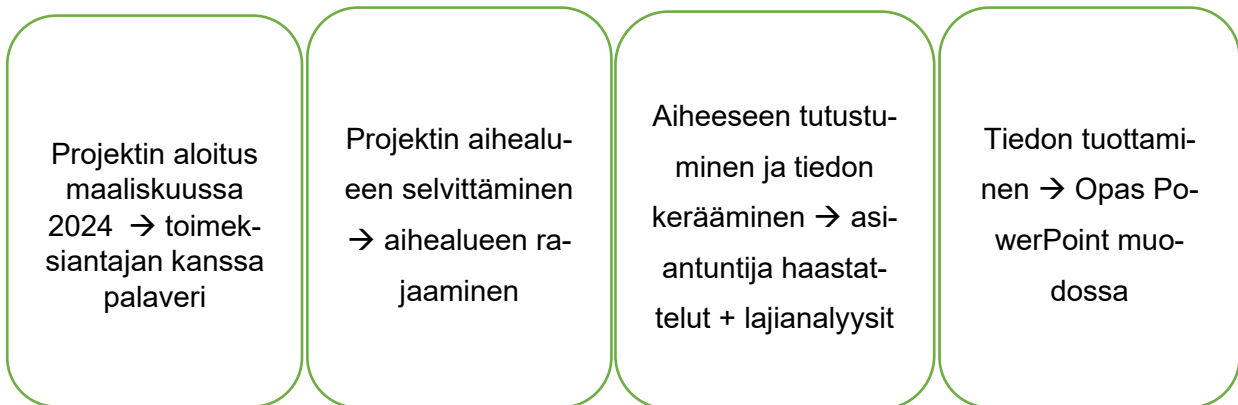 Projektin aloitus
maaliskuussa
2024 → toimek-
siantajan kanssa
palaveri
Projektin aihealu-
een selvittäminen
→ aihealueen ra-
jaaminen
Aiheeseen tutustu-
minen ja tiedon
kerääminen → asi-
antuntija haastat-
telut + lajianalyysit
Tiedon tuottami-
nen → Opas Po-
werPoint muo-
dossa